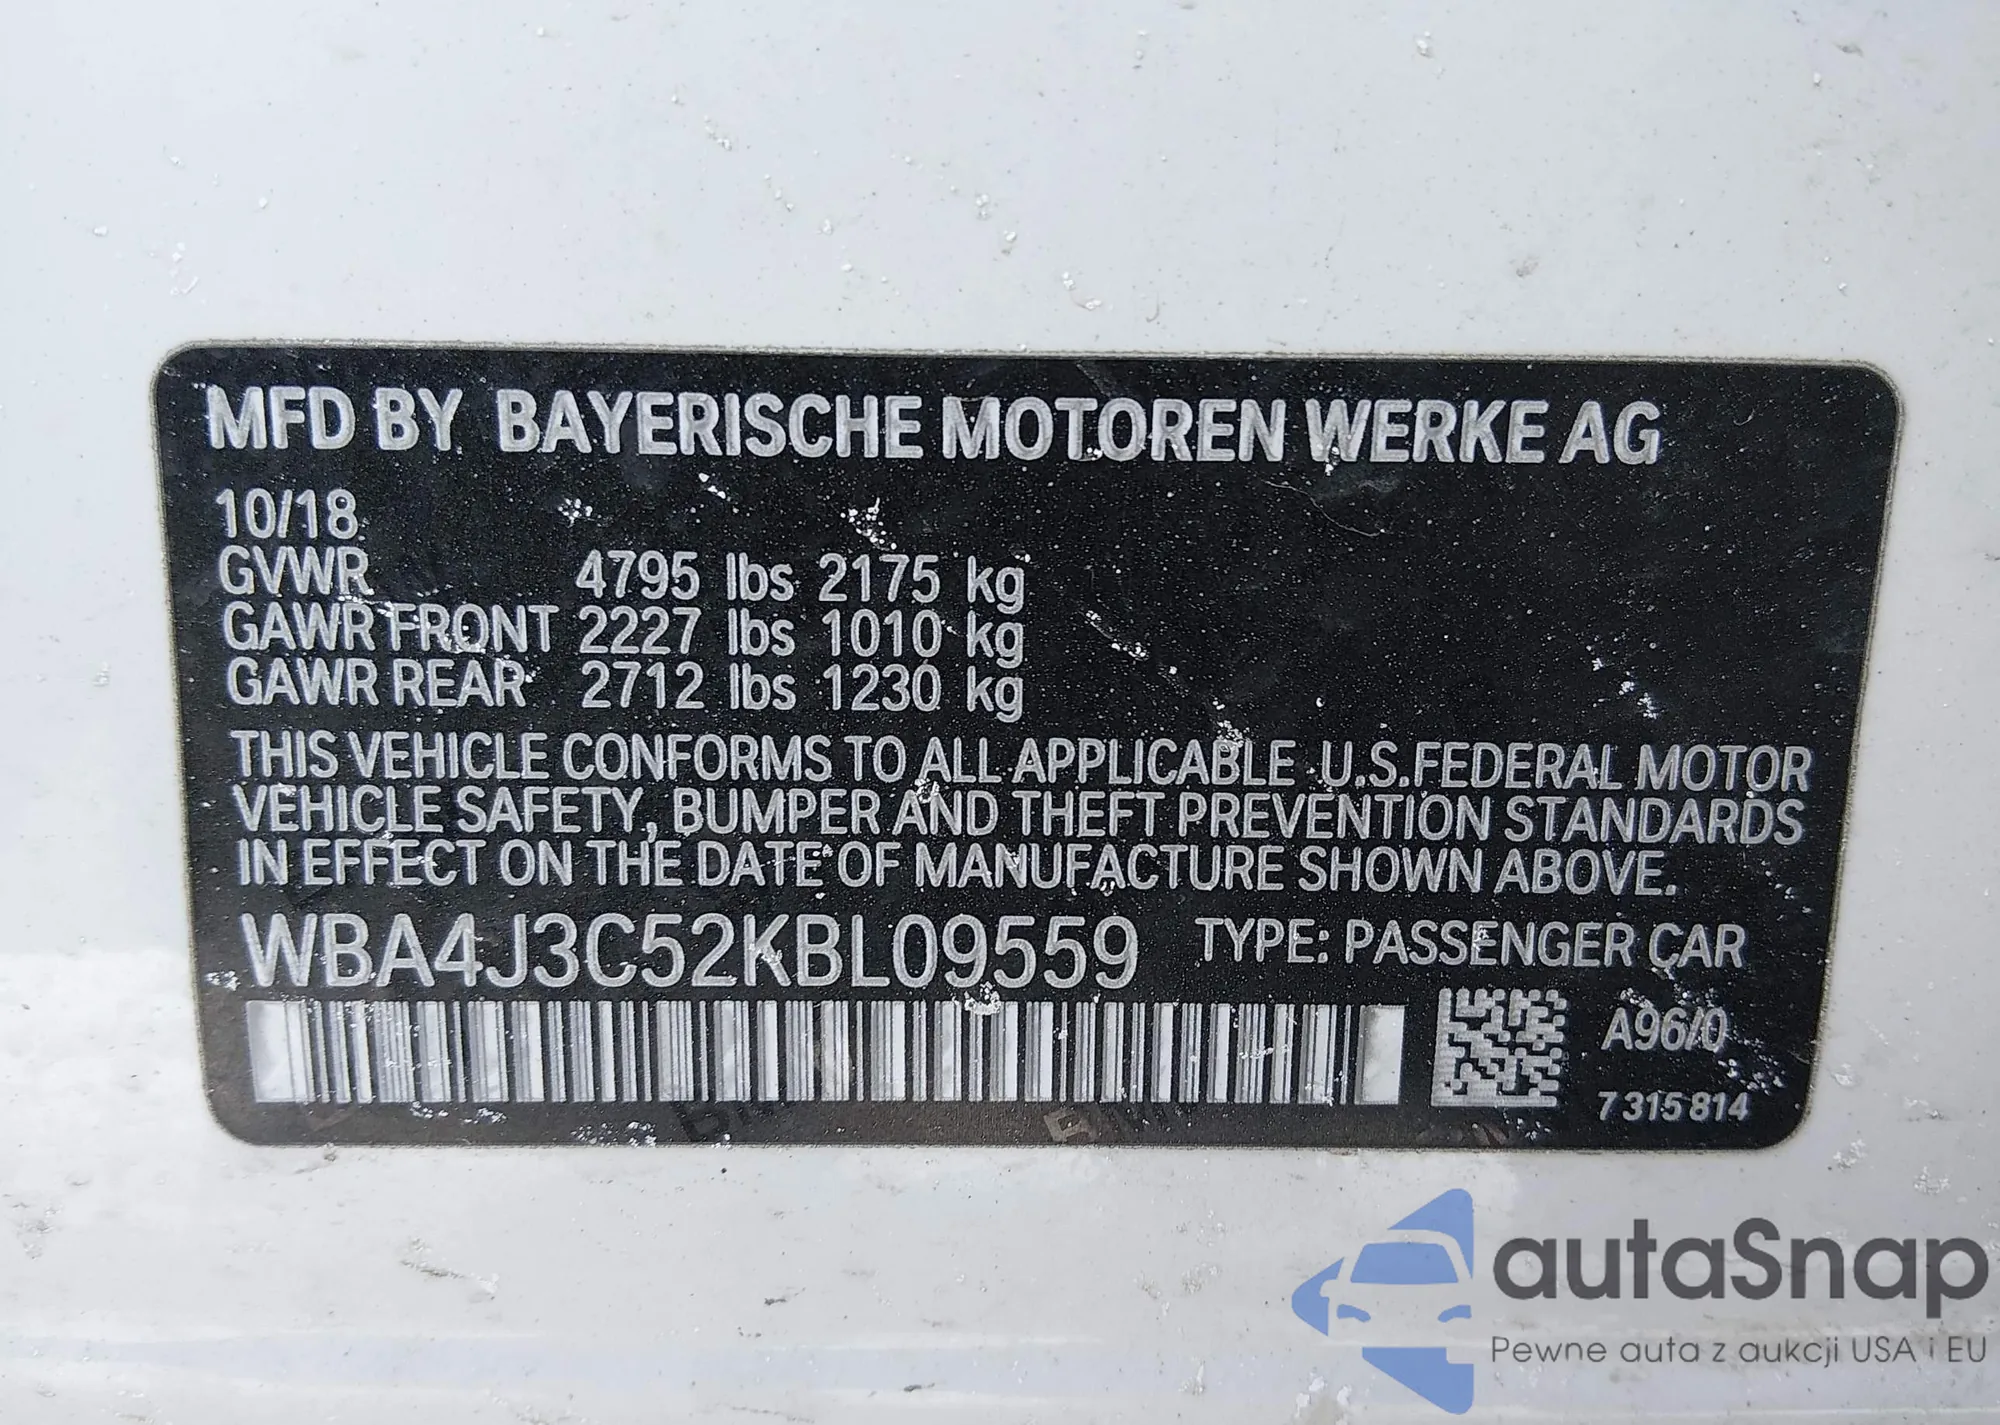 MFD BY BAYERISCHE MOTOREN WERKE AG
10/18
GVWR 4795 lbs 2175 kg
GAWR FRONT 2227 lbs 1010 kg
GAWR REAR 2712 lbs 1230 kg
THIS VEHICLE CONFORMS TO ALL APPLICABLE U.S.FEDERAL MOTOR
VEHICLE SAFETY, BUMPER AND THEFT PREVENTION STANDARDS
IN EFFECT ON THE DATE OF MANUFACTURE SHOWN ABOVE.
WBA4J3C52KBL09559 TYPE: PASSENGER CAR
A96/0
7 315 814
autaSnap
Pewne auta z aukcji USA i EU